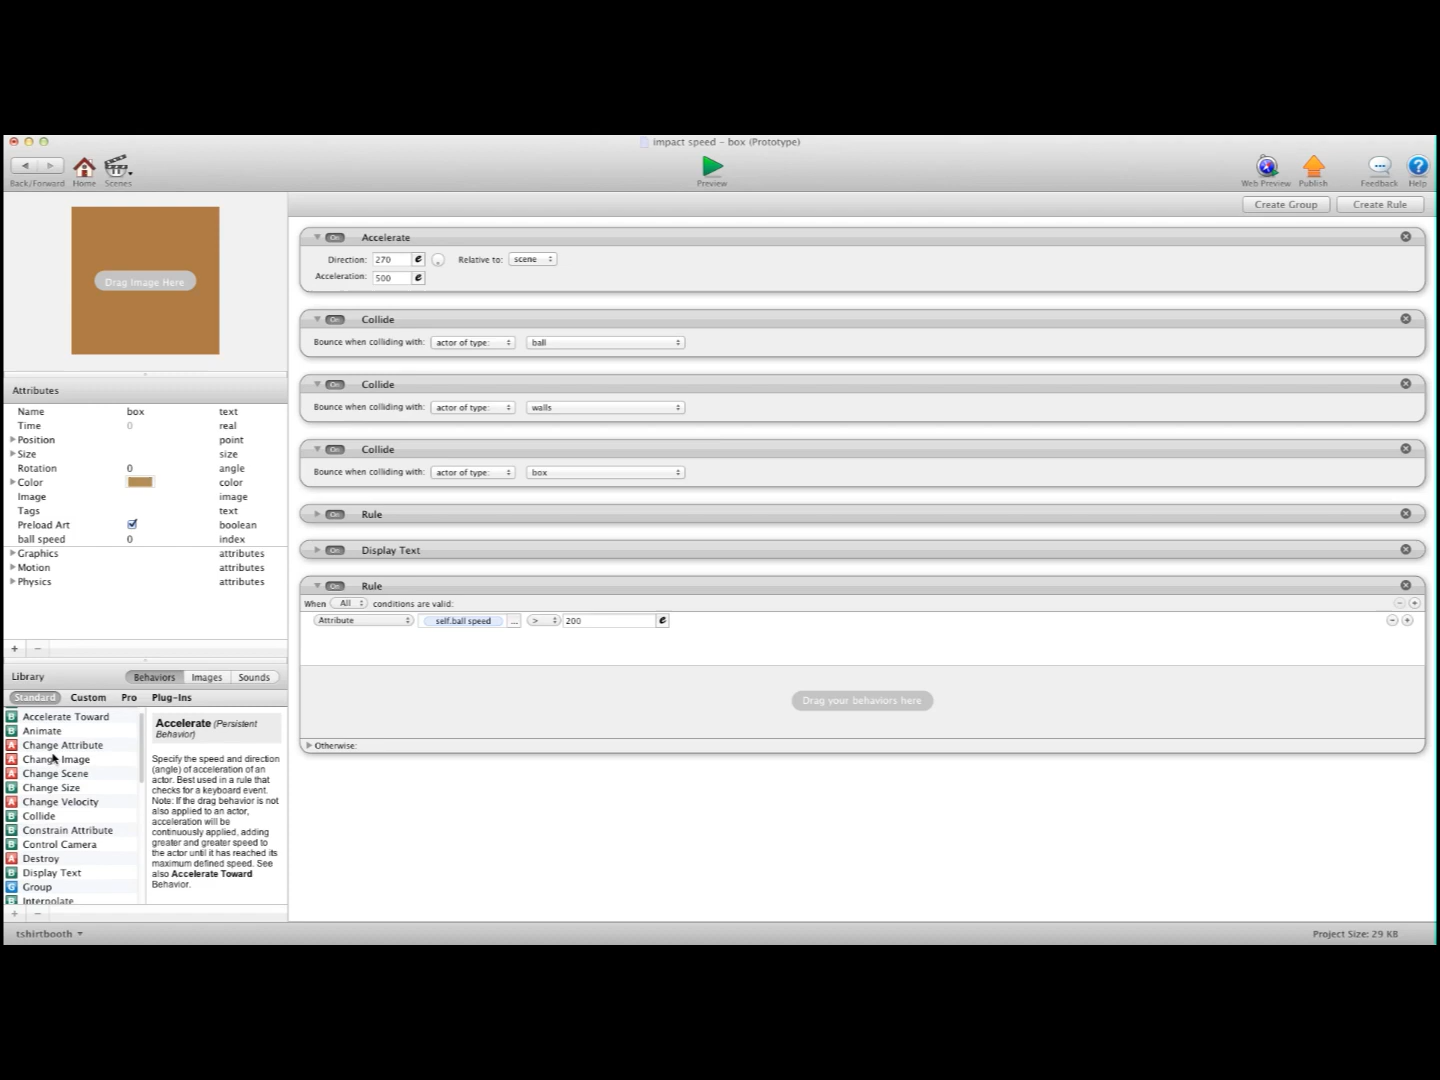 impact speed – box (Prototype)
Back/Forward Home Scenes Preview Web Preview Publish Feedback Help
Create Group Create Rule
Drag Image Here
On Accelerate
Direction: 270 e Relative to: scene
Acceleration: 500 e
On Collide
Bounce when colliding with: actor of type: ball
On Collide
Bounce when colliding with: actor of type: walls
On Collide
Bounce when colliding with: actor of type: box
On Rule
On Display Text
On Rule
When All conditions are valid:
Attribute self.ball speed ... > 200 e
Drag your behaviors here
Otherwise:
Attributes
Name box text
Time 0 real
Position point
Size size
Rotation 0 angle
Color color
Image image
Tags text
Preload Art boolean
ball speed 0 index
Graphics attributes
Motion attributes
Physics attributes
+ −
Library Behaviors Images Sounds
Standard Custom Pro Plug-Ins
B Accelerate Toward
B Animate
A Change Attribute
A Change Image
A Change Scene
B Change Size
A Change Velocity
B Collide
B Constrain Attribute
B Control Camera
A Destroy
B Display Text
G Group
B Interpolate
Accelerate (Persistent
Behavior)
Specify the speed and direction
(angle) of acceleration of an
actor. Best used in a rule that
checks for a keyboard event.
Note: If the drag behavior is not
also applied to an actor,
acceleration will be
continuously applied, adding
greater and greater speed to
the actor until it has reached its
maximum defined speed. See
also Accelerate Toward
Behavior.
+ −
tshirtbooth
Project Size: 29 KB